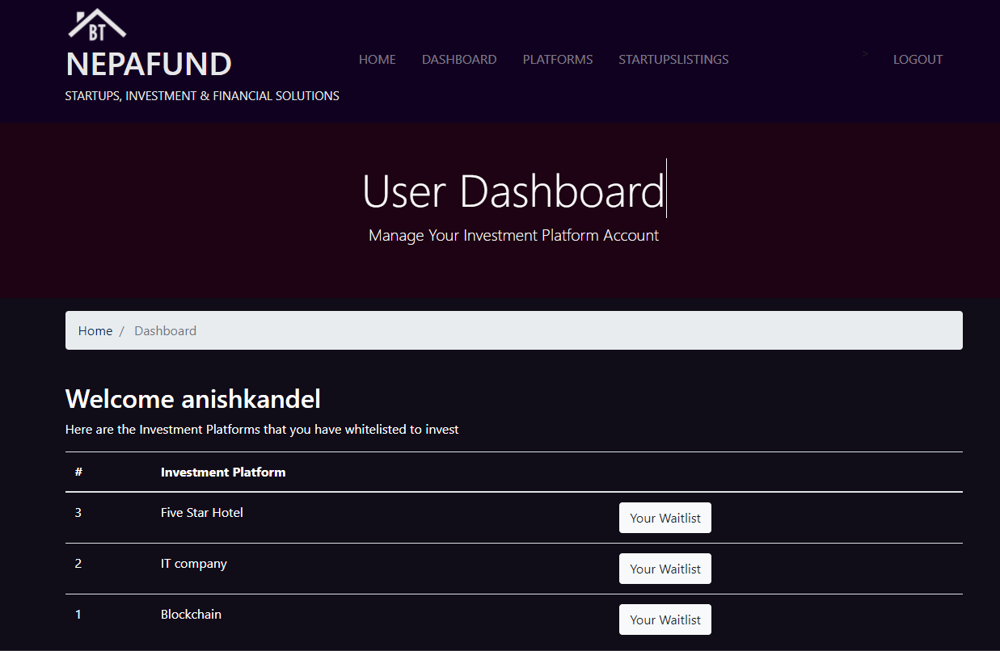 BT
NEPAFUND
STARTUPS, INVESTMENT & FINANCIAL SOLUTIONS
HOME DASHBOARD PLATFORMS STARTUPSLISTINGS > LOGOUT
User Dashboard
Manage Your Investment Platform Account
Home / Dashboard
Welcome anishkandel
Here are the Investment Platforms that you have whitelisted to invest
# Investment Platform
3 Five Star Hotel Your Waitlist
2 IT company Your Waitlist
1 Blockchain Your Waitlist